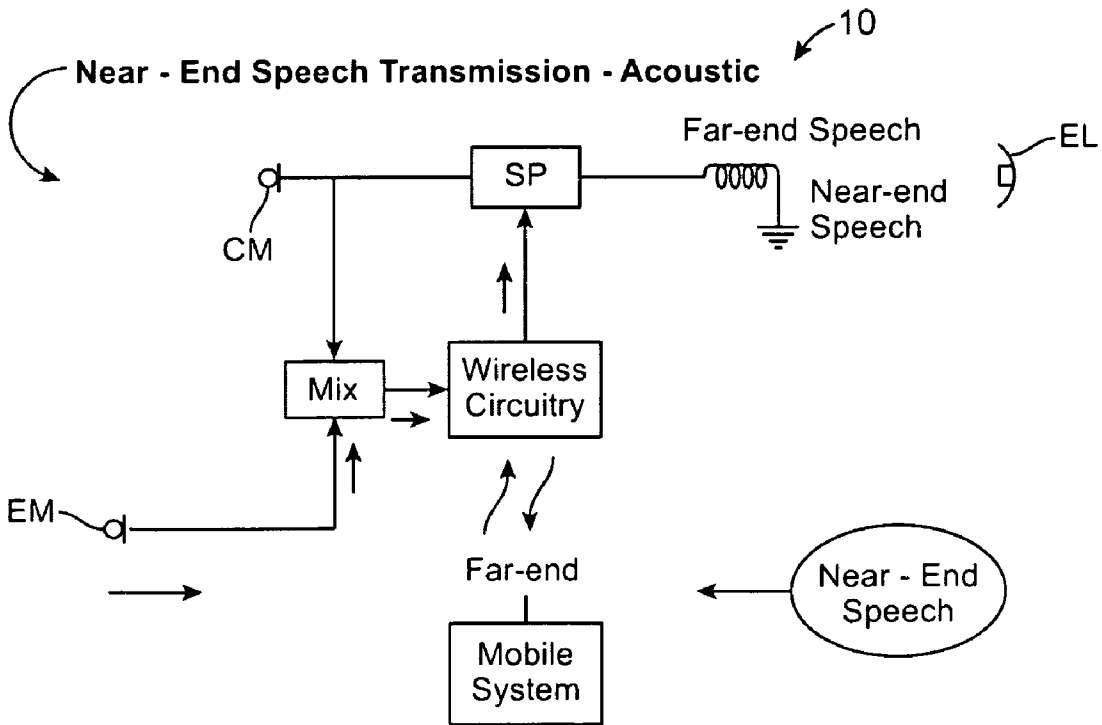 10
Near - End Speech Transmission - Acoustic
Far-end Speech
EL
SP
Near-end
Speech
CM
Mix
Wireless
Circuitry
EM
Far-end
Near - End
Speech
Mobile
System